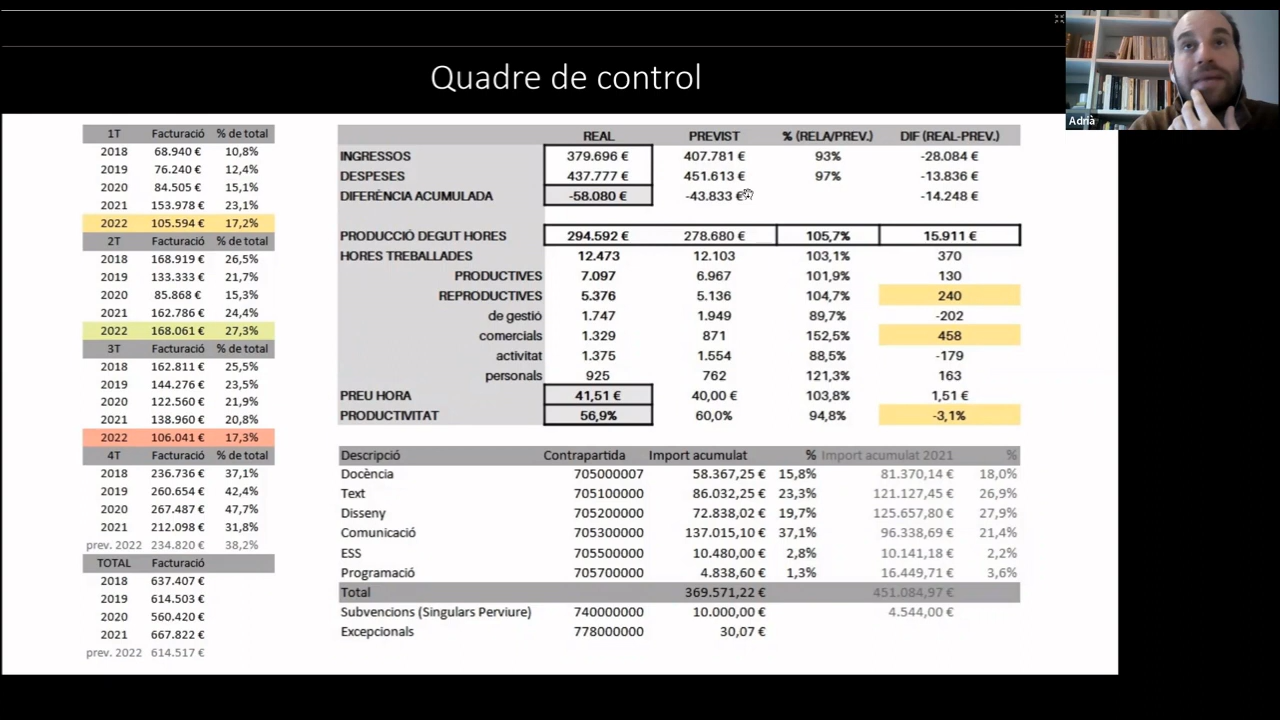 Quadre de control
Adrià
1T Facturació % de total
2018 68.940 € 10,8%
2019 76.240 € 12,4%
2020 84.505 € 15,1%
2021 153.978 € 23,1%
2022 105.594 € 17,2%
2T Facturació % de total
2018 168.919 € 26,5%
2019 133.333 € 21,7%
2020 85.868 € 15,3%
2021 162.786 € 24,4%
2022 168.061 € 27,3%
3T Facturació % de total
2018 162.811 € 25,5%
2019 144.276 € 23,5%
2020 122.560 € 21,9%
2021 138.960 € 20,8%
2022 106.041 € 17,3%
4T Facturació % de total
2018 236.736 € 37,1%
2019 260.654 € 42,4%
2020 267.487 € 47,7%
2021 212.098 € 31,8%
prev. 2022 234.820 € 38,2%
TOTAL Facturació
2018 637.407 €
2019 614.503 €
2020 560.420 €
2021 667.822 €
prev. 2022 614.517 €
REAL PREVIST % (RELA/PREV.) DIF (REAL-PREV.)
INGRESSOS 379.696 € 407.781 € 93% -28.084 €
DESPESES 437.777 € 451.613 € 97% -13.836 €
DIFERÈNCIA ACUMULADA -58.080 € -43.833 € -14.248 €
PRODUCCIÓ DEGUT HORES 294.592 € 278.680 € 105,7% 15.911 €
HORES TREBALLADES 12.473 12.103 103,1% 370
PRODUCTIVES 7.097 6.967 101,9% 130
REPRODUCTIVES 5.376 5.136 104,7% 240
de gestió 1.747 1.949 89,7% -202
comercials 1.329 871 152,5% 458
activitat 1.375 1.554 88,5% -179
personals 925 762 121,3% 163
PREU HORA 41,51 € 40,00 € 103,8% 1,51 €
PRODUCTIVITAT 56,9% 60,0% 94,8% -3,1%
Descripció Contrapartida Import acumulat % Import acumulat 2021 %
Docència 705000007 58.367,25 € 15,8% 81.370,14 € 18,0%
Text 705100000 86.032,25 € 23,3% 121.127,45 € 26,9%
Disseny 705200000 72.838,02 € 19,7% 125.657,80 € 27,9%
Comunicació 705300000 137.015,10 € 37,1% 96.338,69 € 21,4%
ESS 705500000 10.480,00 € 2,8% 10.141,18 € 2,2%
Programació 705700000 4.838,60 € 1,3% 16.449,71 € 3,6%
Total 369.571,22 € 451.084,97 €
Subvencions (Singulars Perviure) 740000000 10.000,00 € 4.544,00 €
Excepcionals 778000000 30,07 €